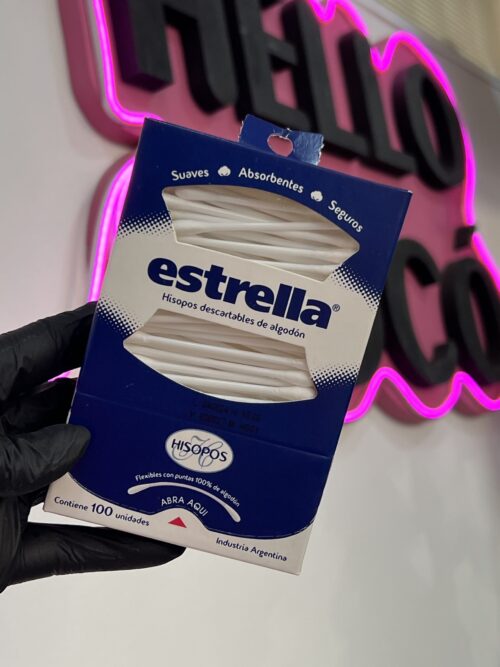 HELLO
CÓ
Suaves Absorbentes Seguros
estrella®
Hisopos descartables de algodón
HISOPOS
Flexibles con puntas 100% de algodón
ABRA AQUÍ
Contiene 100 unidades
Industria Argentina